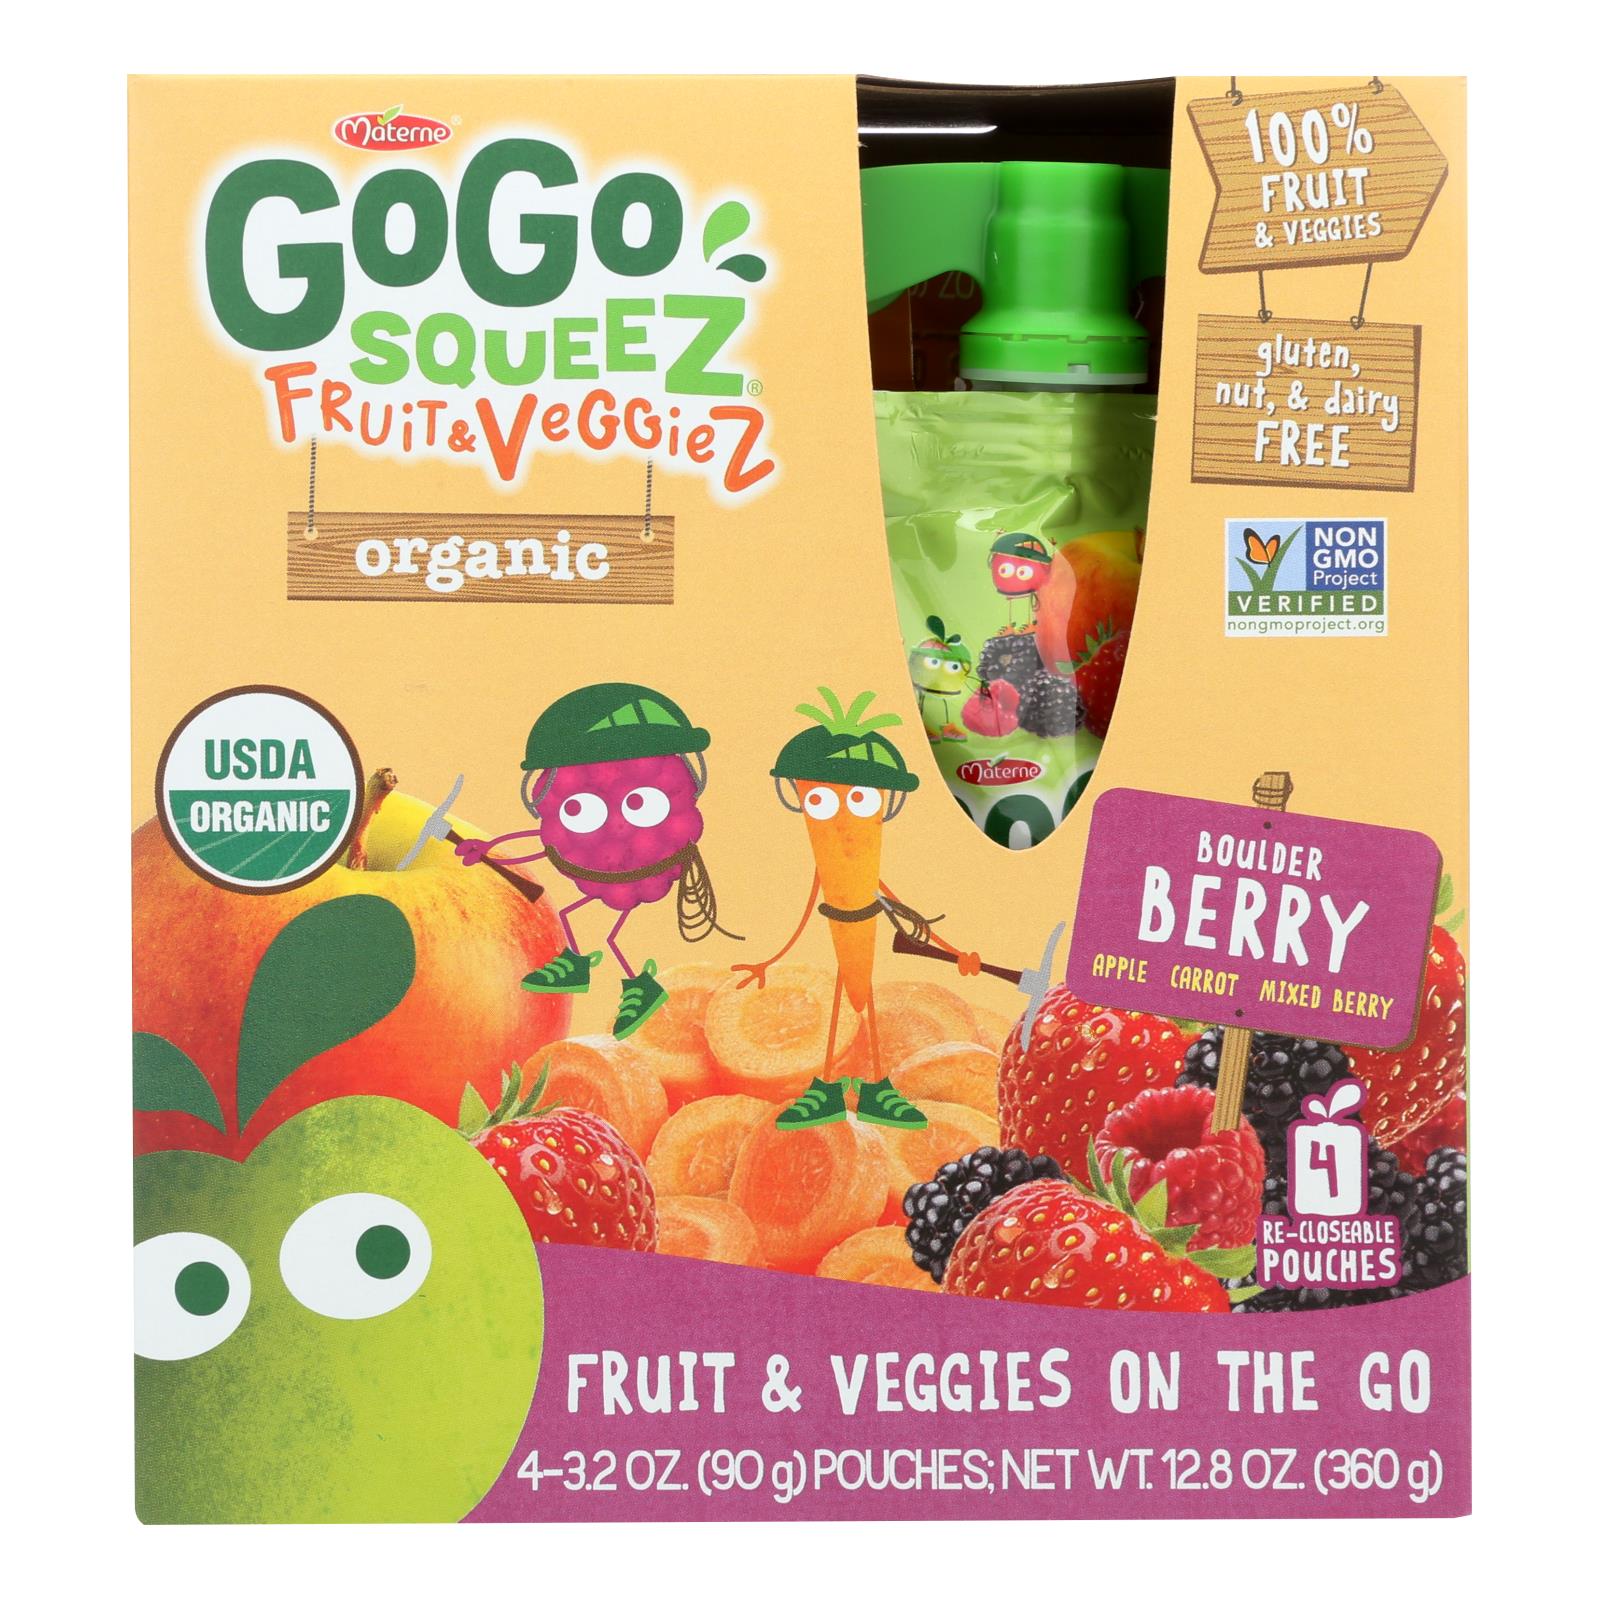 Materne®
GoGo
SQUEEZ®
FRUiT & VeGGieZ
organic
100%
FRUIT
& VEGGIES
gluten,
nut, & dairy
FREE
NON
GMO
Project
VERIFIED
nongmoproject.org
USDA
ORGANIC
Materne
BOULDER
BERRY
APPLE CARROT MIXED BERRY
4
RE-CLOSEABLE
POUCHES
FRUIT & VEGGIES ON THE GO
4-3.2 OZ. (90 g) POUCHES; NET WT. 12.8 OZ. (360 g)